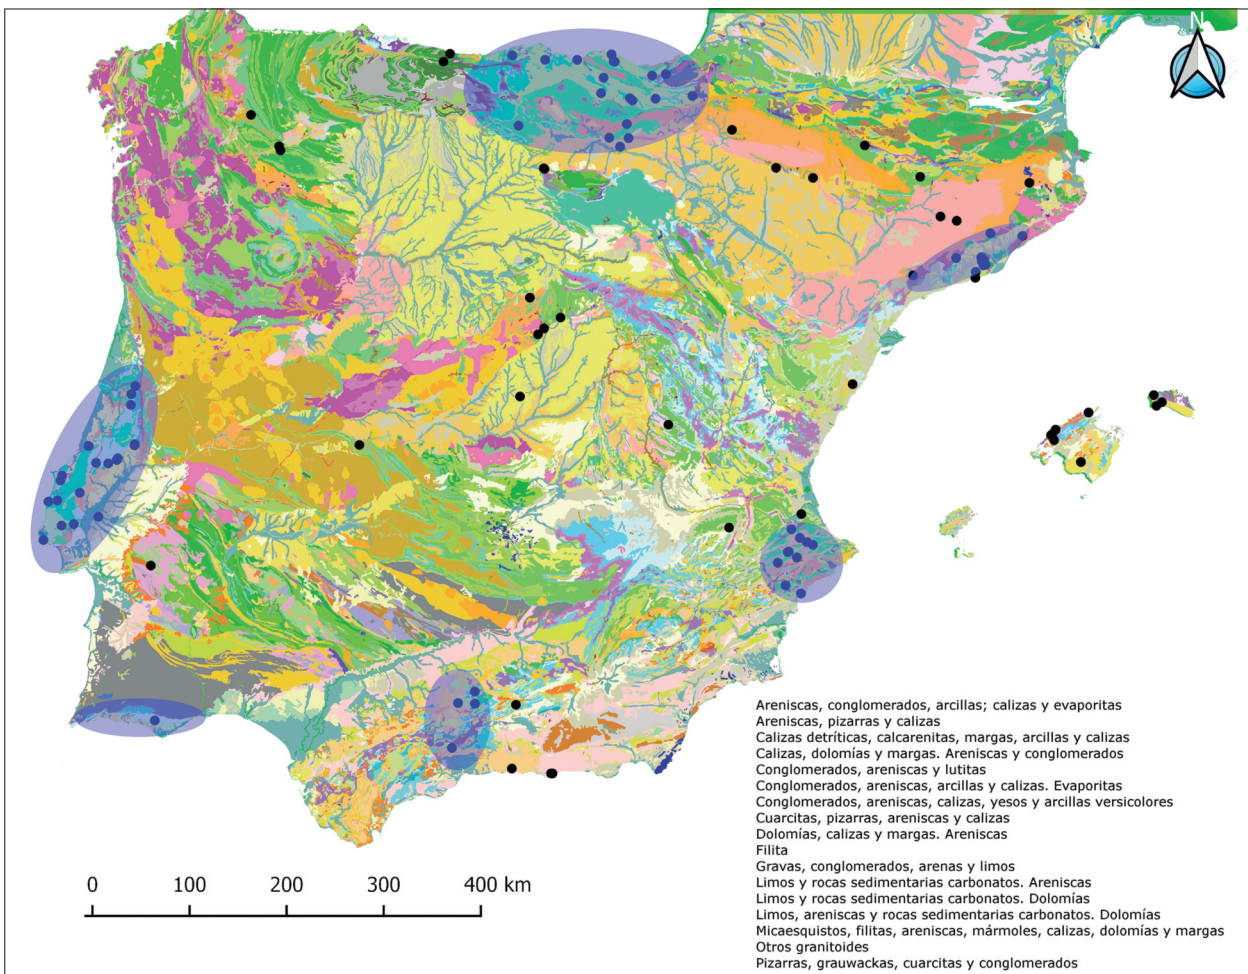 N
0 100 200 300 400 km
Areniscas, conglomerados, arcillas; calizas y evaporitas
Areniscas, pizarras y calizas
Calizas detríticas, calcarenitas, margas, arcillas y calizas
Calizas, dolomías y margas. Areniscas y conglomerados
Conglomerados, areniscas y lutitas
Conglomerados, areniscas, arcillas y calizas. Evaporitas
Conglomerados, areniscas, calizas, yesos y arcillas versicolores
Cuarcitas, pizarras, areniscas y calizas
Dolomías, calizas y margas. Areniscas
Filita
Gravas, conglomerados, arenas y limos
Limos y rocas sedimentarias carbonatos. Areniscas
Limos y rocas sedimentarias carbonatos. Dolomías
Limos, areniscas y rocas sedimentarias carbonatos. Dolomías
Micaesquistos, filitas, areniscas, mármoles, calizas, dolomías y margas
Otros granitoides
Pizarras, grauwackas, cuarcitas y conglomerados